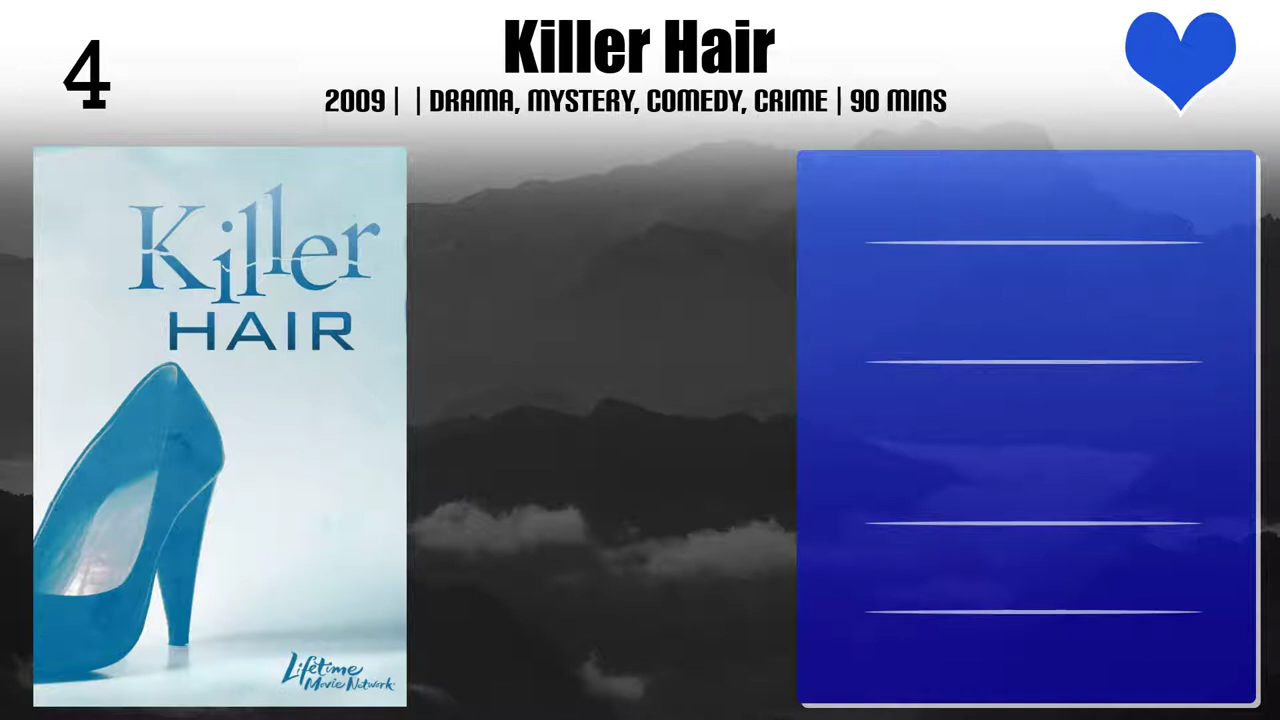 4
Killer Hair
2009 | | DRAMA, MYSTERY, COMEDY, CRIME | 90 MINS
Killer
HAIR
Lifetime
Movie Network